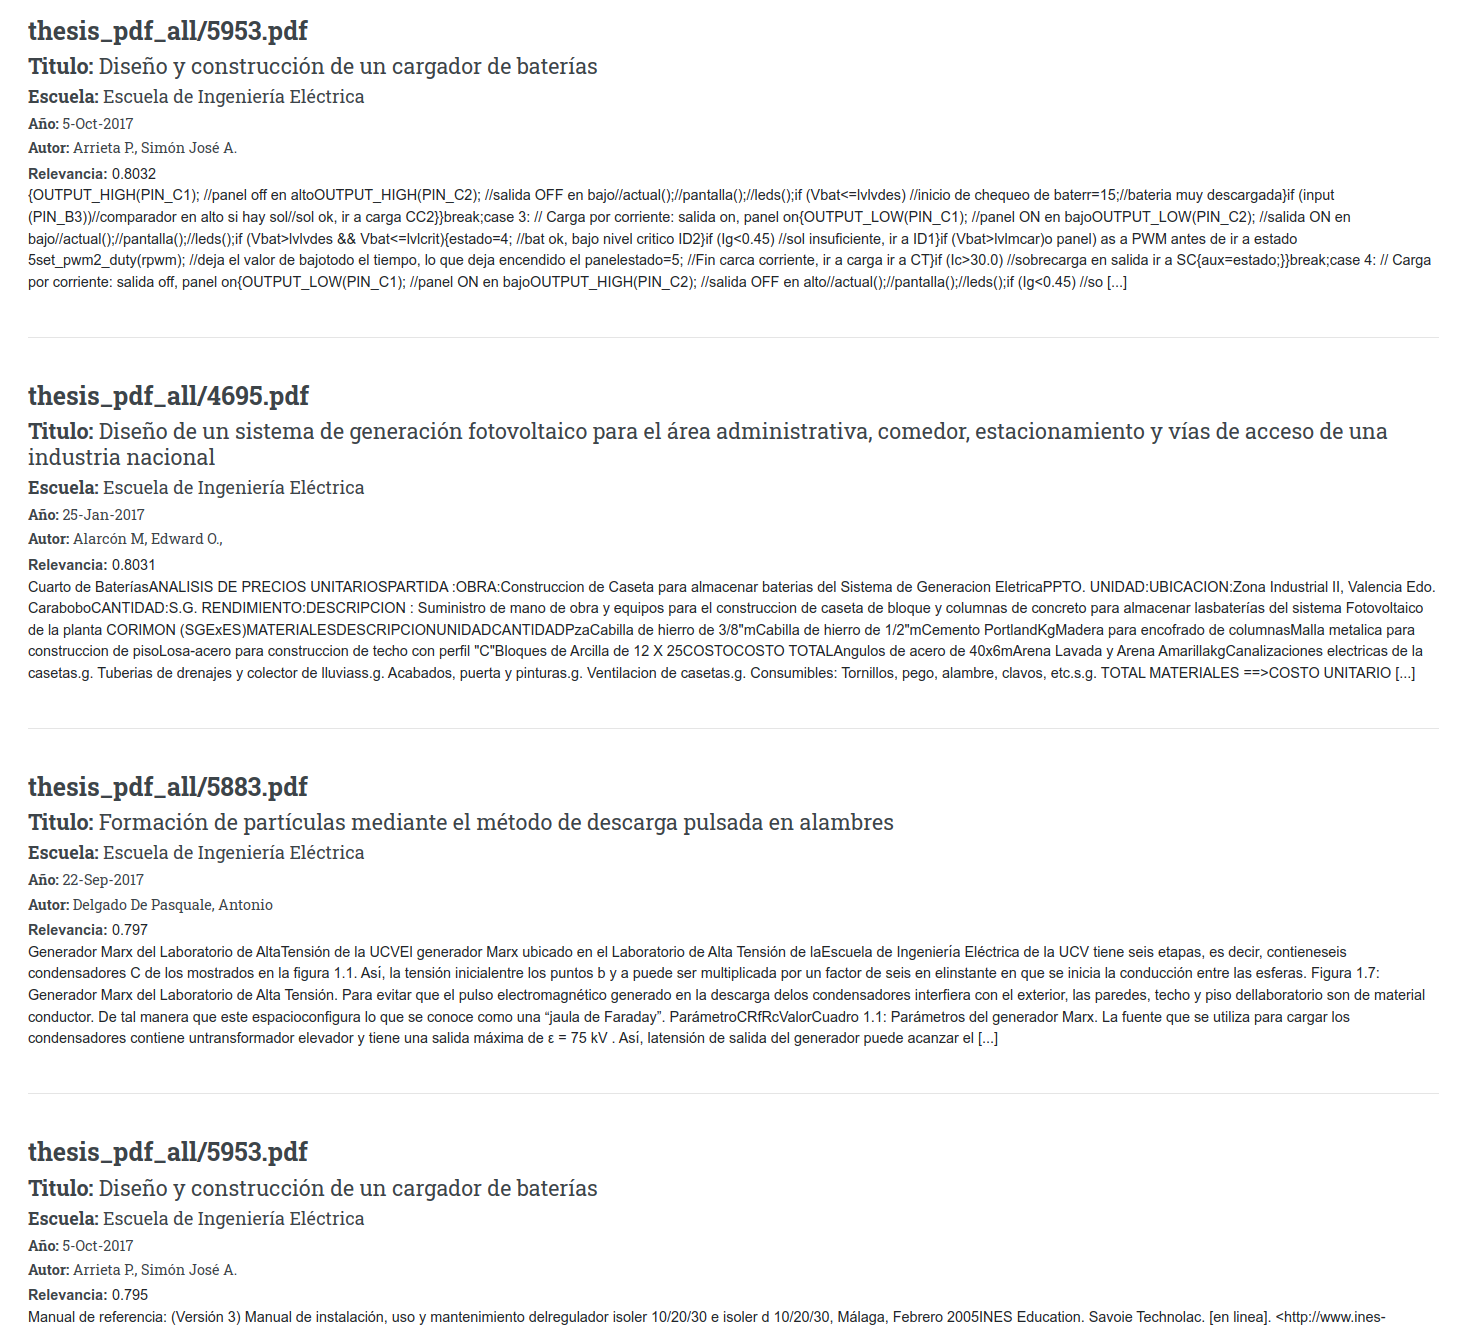 thesis_pdf_all/5953.pdf
Titulo: Diseño y construcción de un cargador de baterías
Escuela: Escuela de Ingeniería Eléctrica
Año: 5-Oct-2017
Autor: Arrieta P., Simón José A.
Relevancia: 0.8032
{OUTPUT_HIGH(PIN_C1); //panel off en altoOUTPUT_HIGH(PIN_C2); //salida OFF en bajo//actual();//pantalla();//leds();if (Vbat<=lvlvdes) //inicio de chequeo de baterr=15;//bateria muy descargada}if (input
(PIN_B3))//comparador en alto si hay sol//sol ok, ir a carga CC2}}break;case 3: // Carga por corriente: salida on, panel on{OUTPUT_LOW(PIN_C1); //panel ON en bajoOUTPUT_LOW(PIN_C2); //salida ON en
bajo//actual();//pantalla();//leds();if (Vbat>lvlvdes && Vbat<=lvlcrit){estado=4; //bat ok, bajo nivel critico ID2}if (Ig<0.45) //sol insuficiente, ir a ID1}if (Vbat>lvlmcar)o panel) as a PWM antes de ir a estado
5set_pwm2_duty(rpwm); //deja el valor de bajotodo el tiempo, lo que deja encendido el panelestado=5; //Fin carca corriente, ir a carga ir a CT}if (Ic>30.0) //sobrecarga en salida ir a SC{aux=estado;}}break;case 4: // Carga
por corriente: salida off, panel on{OUTPUT_LOW(PIN_C1); //panel ON en bajoOUTPUT_HIGH(PIN_C2); //salida OFF en alto//actual();//pantalla();//leds();if (Ig<0.45) //so [...]
thesis_pdf_all/4695.pdf
Titulo: Diseño de un sistema de generación fotovoltaico para el área administrativa, comedor, estacionamiento y vías de acceso de una
industria nacional
Escuela: Escuela de Ingeniería Eléctrica
Año: 25-Jan-2017
Autor: Alarcón M, Edward O.,
Relevancia: 0.8031
Cuarto de BateríasANALISIS DE PRECIOS UNITARIOSPARTIDA :OBRA:Construccion de Caseta para almacenar baterias del Sistema de Generacion EletricaPPTO. UNIDAD:UBICACION:Zona Industrial II, Valencia Edo.
CaraboboCANTIDAD:S.G. RENDIMIENTO:DESCRIPCION : Suministro de mano de obra y equipos para el construccion de caseta de bloque y columnas de concreto para almacenar lasbaterías del sistema Fotovoltaico
de la planta CORIMON (SGExES)MATERIALESDESCRIPCIONUNIDADCANTIDADPzaCabilla de hierro de 3/8"mCabilla de hierro de 1/2"mCemento PortlandKgMadera para encofrado de columnasMalla metalica para
construccion de pisoLosa-acero para construccion de techo con perfil "C"Bloques de Arcilla de 12 X 25COSTOCOSTO TOTALAngulos de acero de 40x6mArena Lavada y Arena AmarillakgCanalizaciones electricas de la
casetas.g. Tuberias de drenajes y colector de lluviass.g. Acabados, puerta y pinturas.g. Ventilacion de casetas.g. Consumibles: Tornillos, pego, alambre, clavos, etc.s.g. TOTAL MATERIALES ==>COSTO UNITARIO [...]
thesis_pdf_all/5883.pdf
Titulo: Formación de partículas mediante el método de descarga pulsada en alambres
Escuela: Escuela de Ingeniería Eléctrica
Año: 22-Sep-2017
Autor: Delgado De Pasquale, Antonio
Relevancia: 0.797
Generador Marx del Laboratorio de AltaTensión de la UCVEl generador Marx ubicado en el Laboratorio de Alta Tensión de laEscuela de Ingeniería Eléctrica de la UCV tiene seis etapas, es decir, contieneseis
condensadores C de los mostrados en la figura 1.1. Así, la tensión inicialentre los puntos b y a puede ser multiplicada por un factor de seis en elinstante en que se inicia la conducción entre las esferas. Figura 1.7:
Generador Marx del Laboratorio de Alta Tensión. Para evitar que el pulso electromagnético generado en la descarga delos condensadores interfiera con el exterior, las paredes, techo y piso dellaboratorio son de material
conductor. De tal manera que este espacioconfigura lo que se conoce como una “jaula de Faraday”. ParámetroCRfRcValorCuadro 1.1: Parámetros del generador Marx. La fuente que se utiliza para cargar los
condensadores contiene untransformador elevador y tiene una salida máxima de ε = 75 kV . Así, latensión de salida del generador puede acanzar el [...]
thesis_pdf_all/5953.pdf
Titulo: Diseño y construcción de un cargador de baterías
Escuela: Escuela de Ingeniería Eléctrica
Año: 5-Oct-2017
Autor: Arrieta P., Simón José A.
Relevancia: 0.795
Manual de referencia: (Versión 3) Manual de instalación, uso y mantenimiento delregulador isoler 10/20/30 e isoler d 10/20/30, Málaga, Febrero 2005INES Education. Savoie Technolac. [en linea]. <http://www.ines-